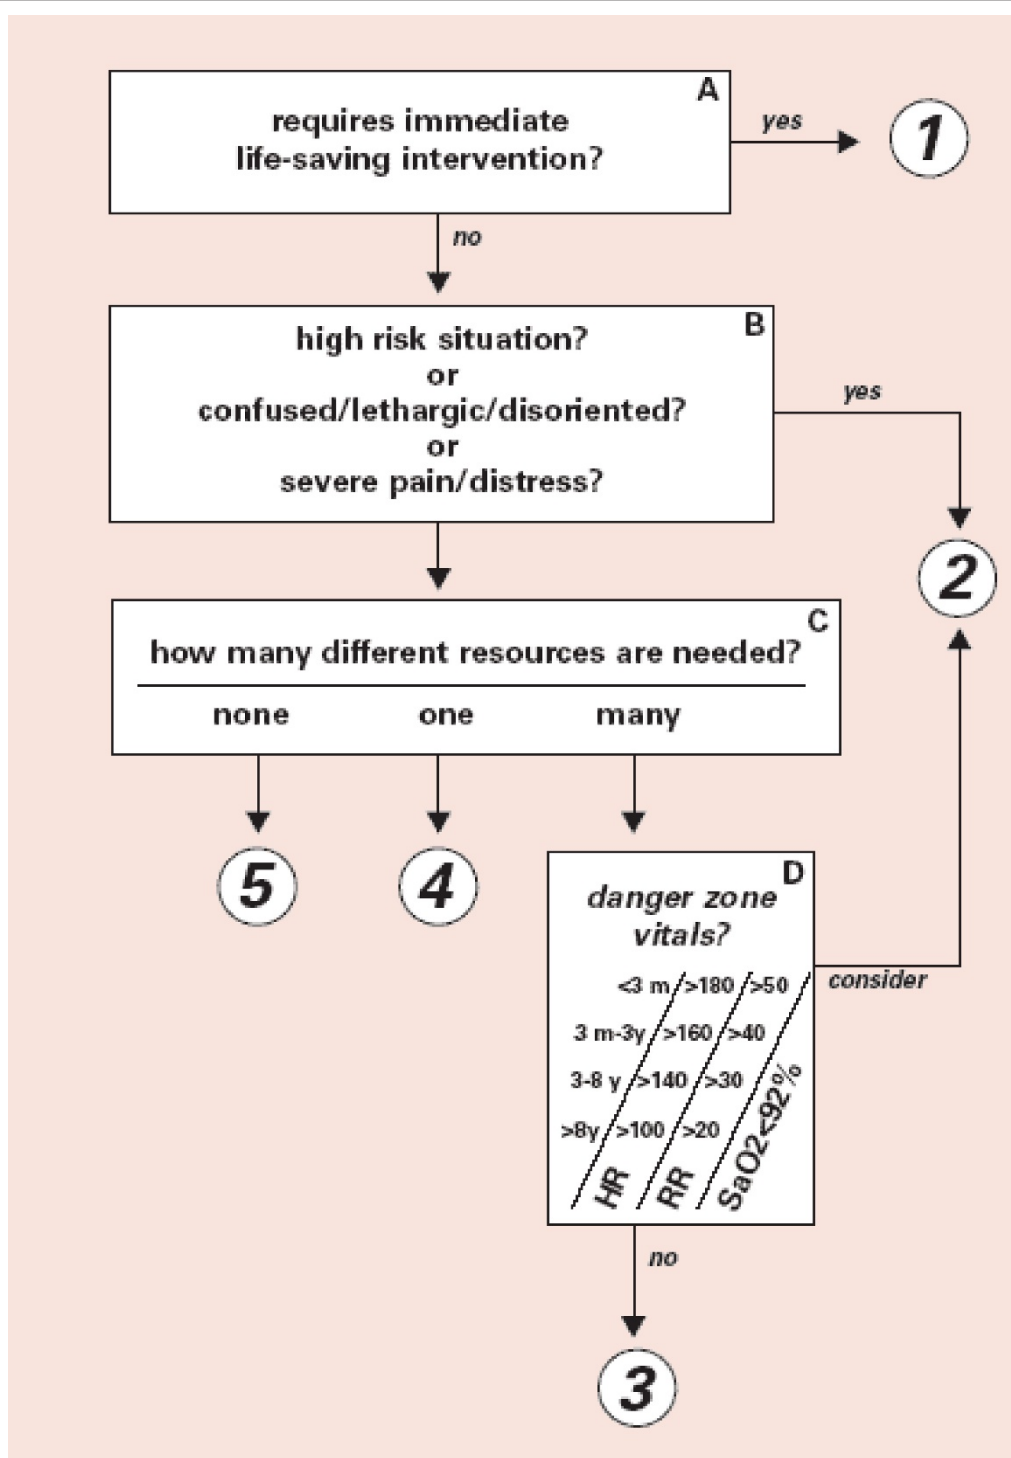 A
requires immediate
life-saving intervention?
yes
1
no
B
high risk situation?
or
confused/lethargic/disoriented?
or
severe pain/distress?
yes
2
C
how many different resources are needed?
none one many
5
4
D
danger zone
vitals?
<3 m >180 >50
3 m-3y >160 >40
3-8 y >140 >30
>8y >100 >20
HR RR SaO2<92%
consider
no
3